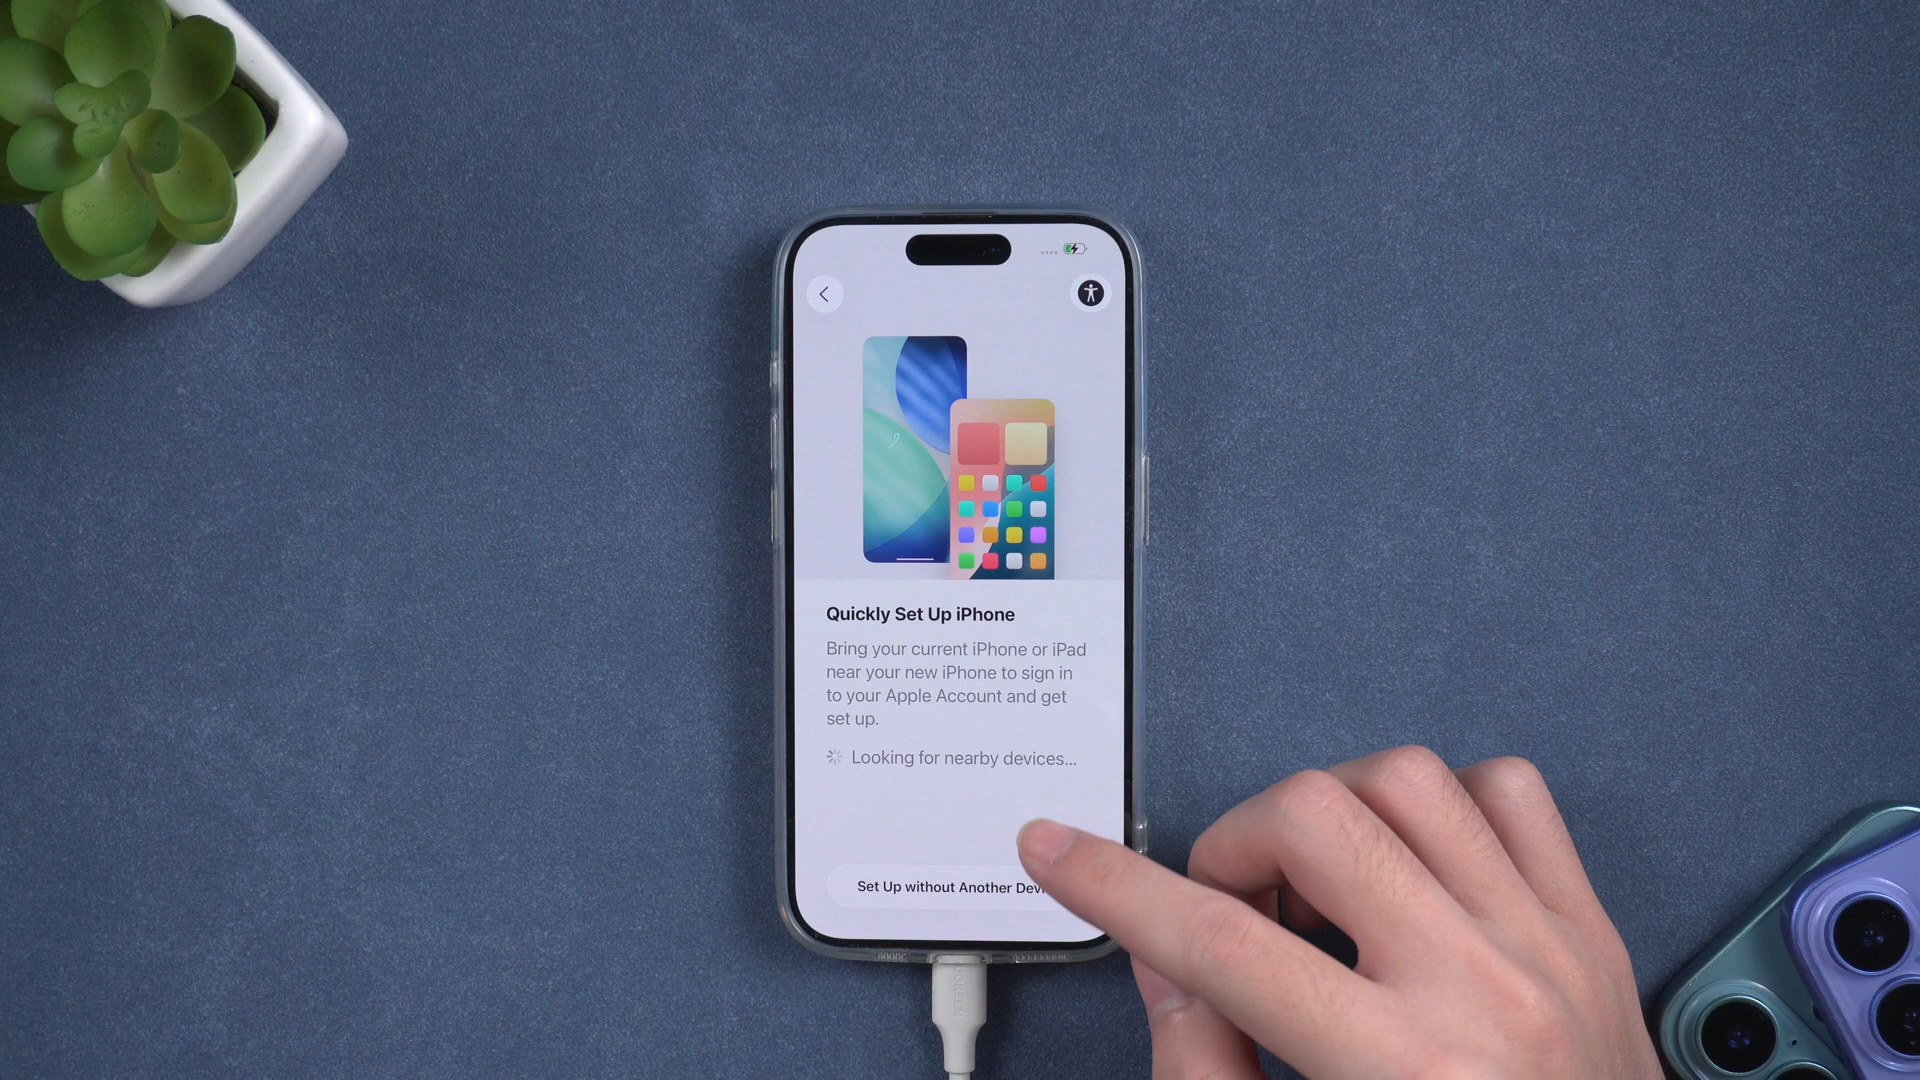 Quickly Set Up iPhone
Bring your current iPhone or iPad
near your new iPhone to sign in
to your Apple Account and get
set up.
Looking for nearby devices...
Set Up without Another
UGREEN